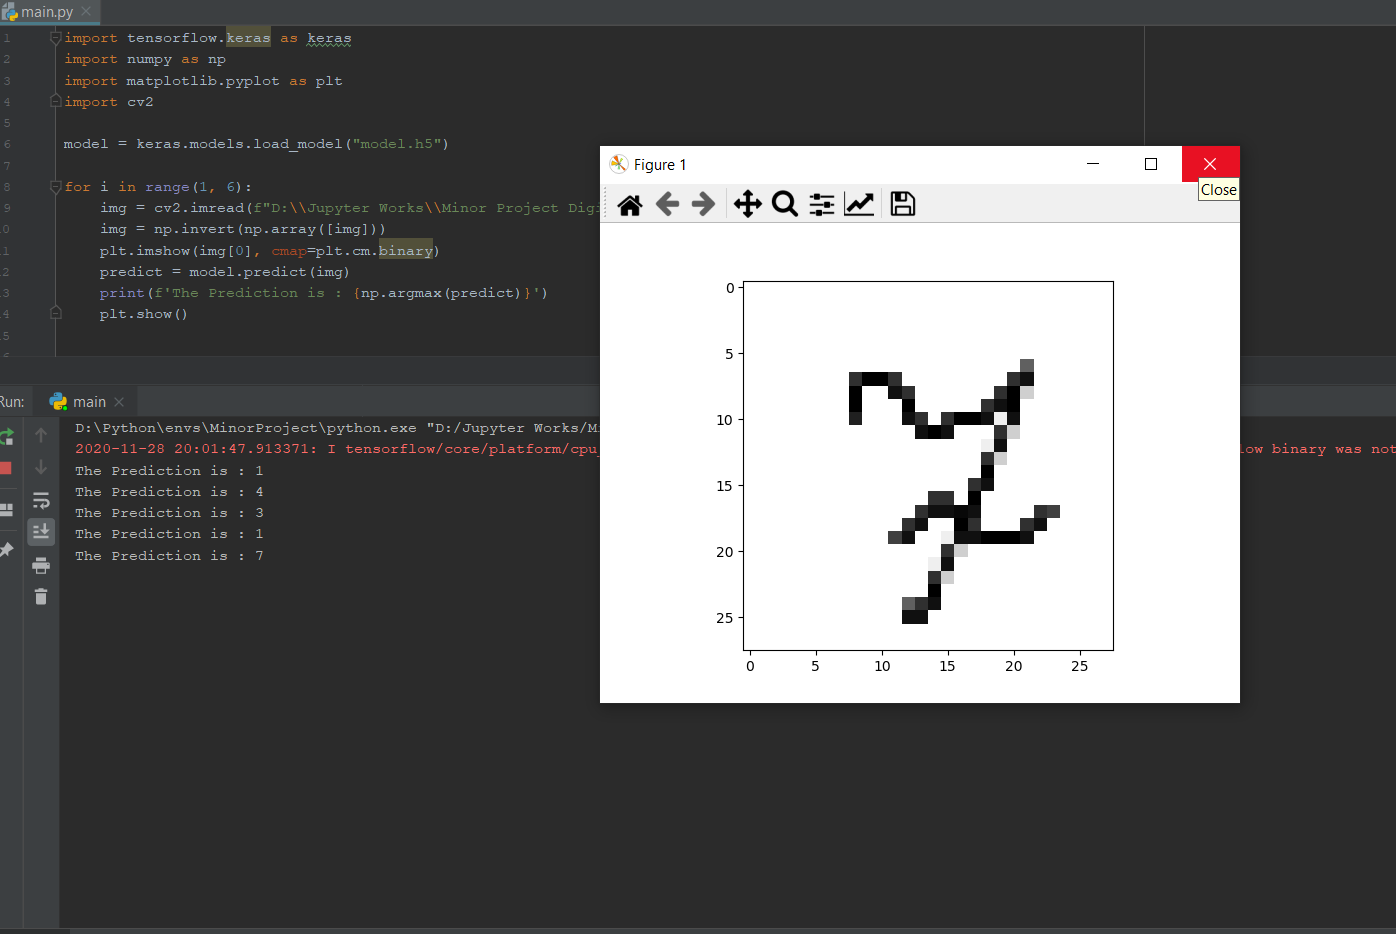 main.py
1 import tensorflow.keras as keras
2 import numpy as np
3 import matplotlib.pyplot as plt
4 import cv2
5
6 model = keras.models.load_model("model.h5")
7
8 for i in range(1, 6):
9 img = cv2.imread(f"D:\\Jupyter Works\\Minor Project Digi
0 img = np.invert(np.array([img]))
1 plt.imshow(img[0], cmap=plt.cm.binary)
2 predict = model.predict(img)
3 print(f'The Prediction is : {np.argmax(predict)}')
4 plt.show()
5
Run: main
D:\Python\envs\MinorProject\python.exe "D:/Jupyter Works/Mi
2020-11-28 20:01:47.913371: I tensorflow/core/platform/cpu_ low binary was not
The Prediction is : 1
The Prediction is : 4
The Prediction is : 3
The Prediction is : 1
The Prediction is : 7
Figure 1
Close
0
5
10
15
20
25
0 5 10 15 20 25